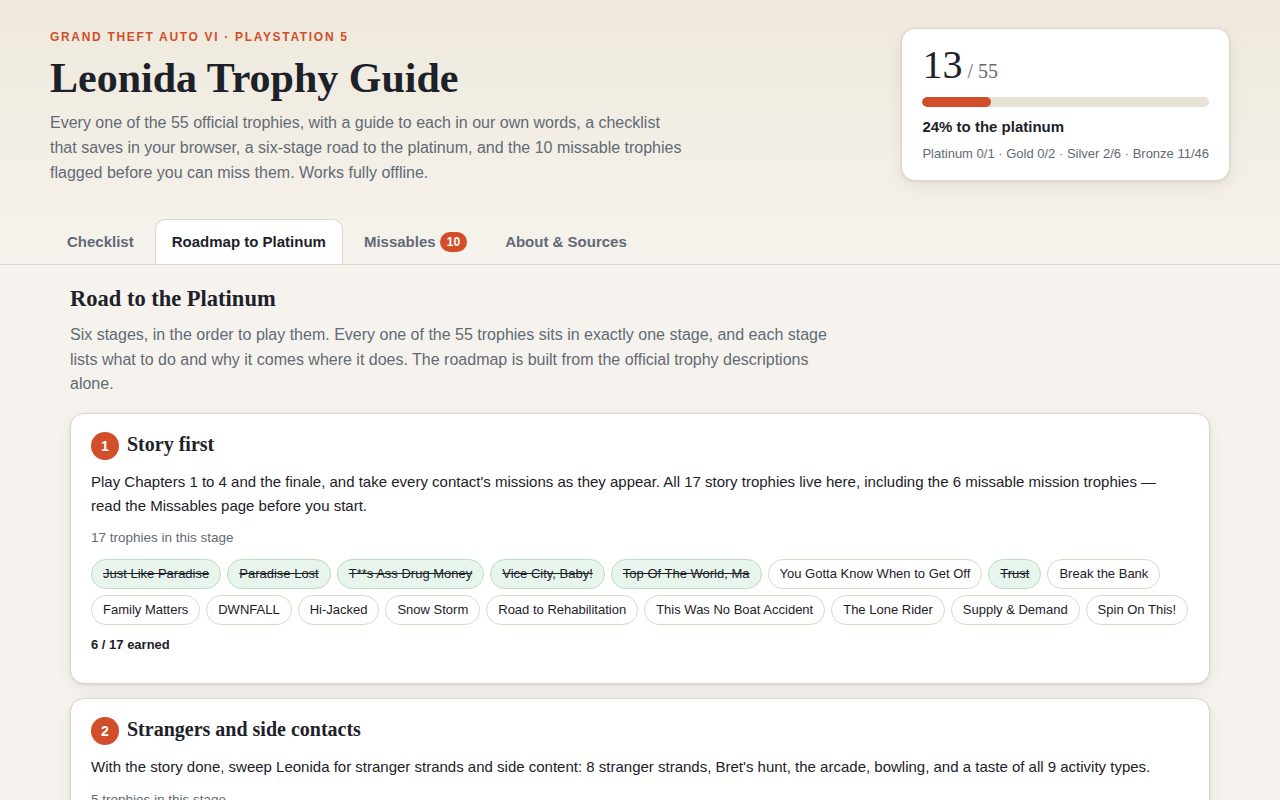 GRAND THEFT AUTO VI · PLAYSTATION 5
Leonida Trophy Guide
Every one of the 55 official trophies, with a guide to each in our own words, a checklist
that saves in your browser, a six-stage road to the platinum, and the 10 missable trophies
flagged before you can miss them. Works fully offline.
13 / 55
24% to the platinum
Platinum 0/1 · Gold 0/2 · Silver 2/6 · Bronze 11/46
Checklist
Roadmap to Platinum
Missables 10
About & Sources
Road to the Platinum
Six stages, in the order to play them. Every one of the 55 trophies sits in exactly one stage, and each stage
lists what to do and why it comes where it does. The roadmap is built from the official trophy descriptions
alone.
1 Story first
Play Chapters 1 to 4 and the finale, and take every contact's missions as they appear. All 17 story trophies live here, including the 6 missable mission trophies —
read the Missables page before you start.
17 trophies in this stage
Just Like Paradise
Paradise Lost
T**s Ass Drug Money
Vice City, Baby!
Top Of The World, Ma
You Gotta Know When to Get Off
Trust
Break the Bank
Family Matters
DWNFALL
Hi-Jacked
Snow Storm
Road to Rehabilitation
This Was No Boat Accident
The Lone Rider
Supply & Demand
Spin On This!
6 / 17 earned
2 Strangers and side contacts
With the story done, sweep Leonida for stranger strands and side content: 8 stranger strands, Bret's hunt, the arcade, bowling, and a taste of all 9 activity types.
5 trophies in this stage